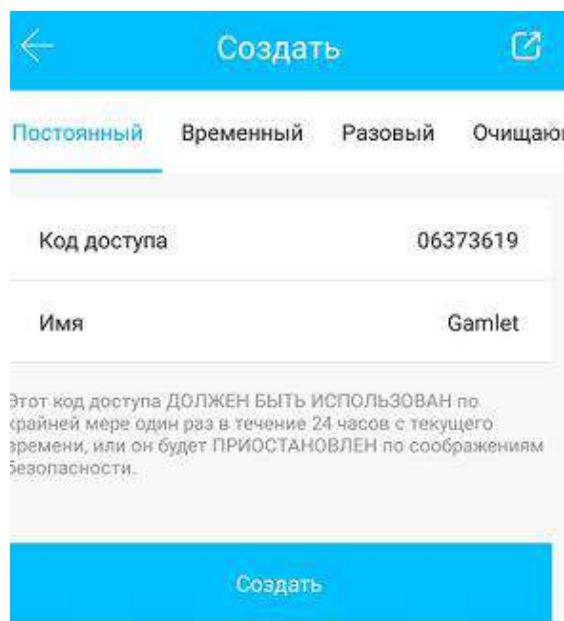 Создать
Постоянный Временный Разовый Очищаю
Код доступа 06373619
Имя Gamlet
Этот код доступа ДОЛЖЕН БЫТЬ ИСПОЛЬЗОВАН по
крайней мере один раз в течение 24 часов с текущего
времени, или он будет ПРИОСТАНОВЛЕН по соображениям
безопасности.
Создать